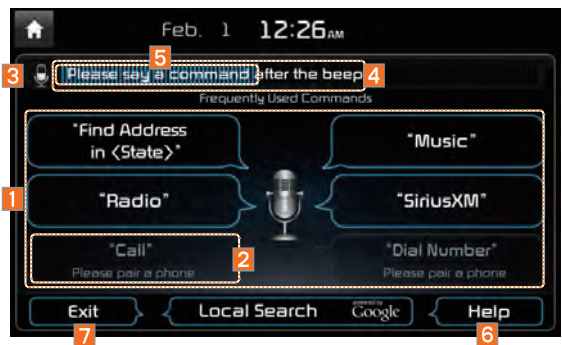 Feb. 1 12:26AM
5
3 Please say a command after the beep 4
Frequently Used Commands
"Find Address
in <State>"
"Music"
1 "Radio"
"SiriusXM"
"Call" 2
Please pair a phone
"Dial Number"
Please pair a phone
Exit
Local Search powered by Google
Help
7
6